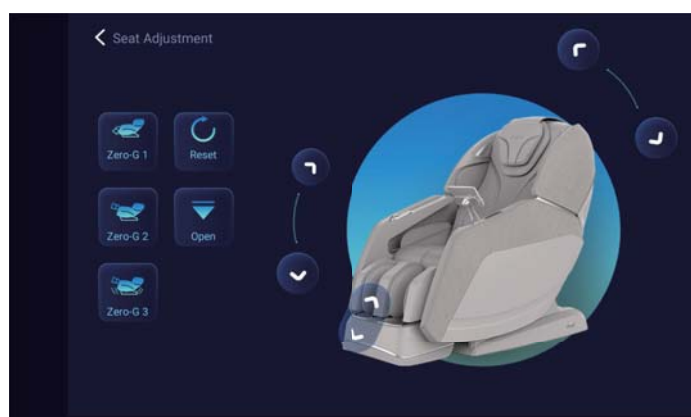 Seat Adjustment
Zero-G 1
Reset
Zero-G 2
Open
Zero-G 3